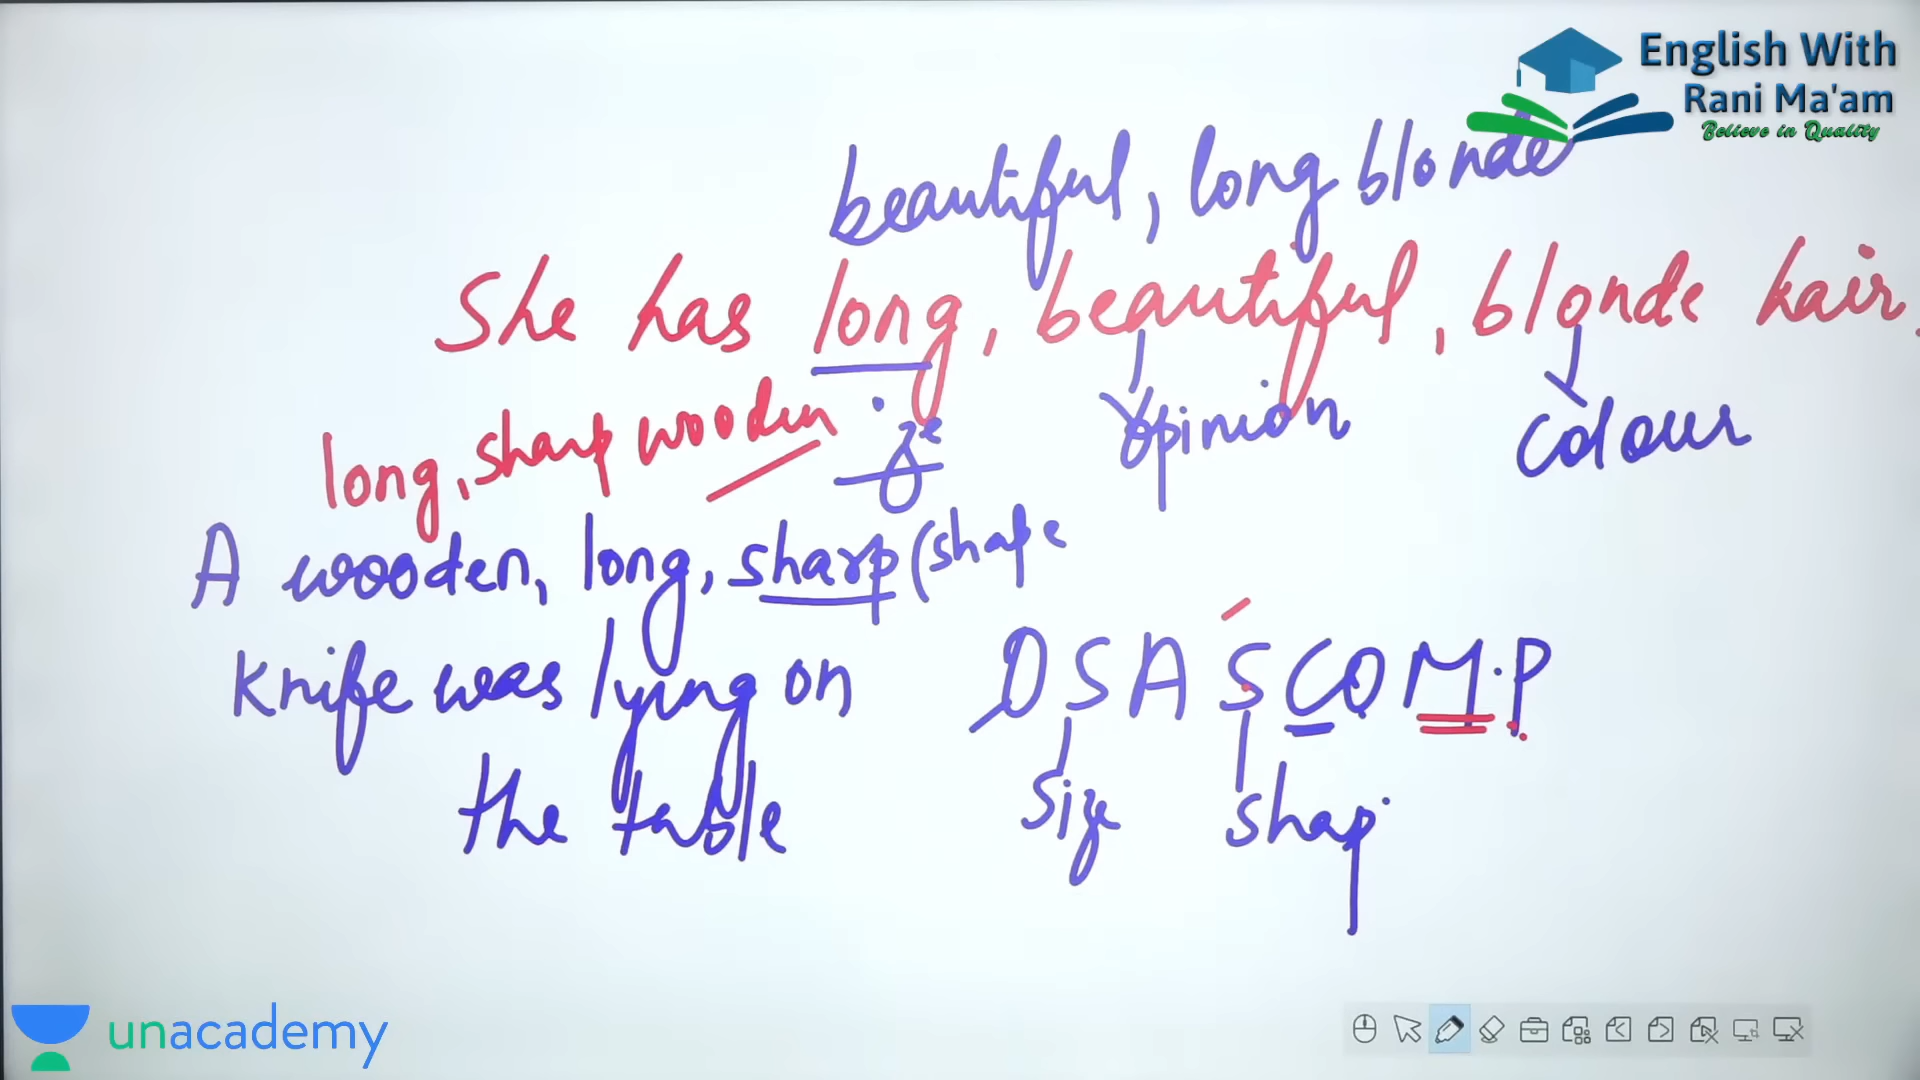 English With
Rani Ma'am
Believe in Quality
beautiful, long blonde
She has long, beautiful, blonde hair.
long, sharp wooden
opinion
colour
A wooden, long, sharp (shape
knife was lying on
the table
OSASCOM.P
size
shap
unacademy